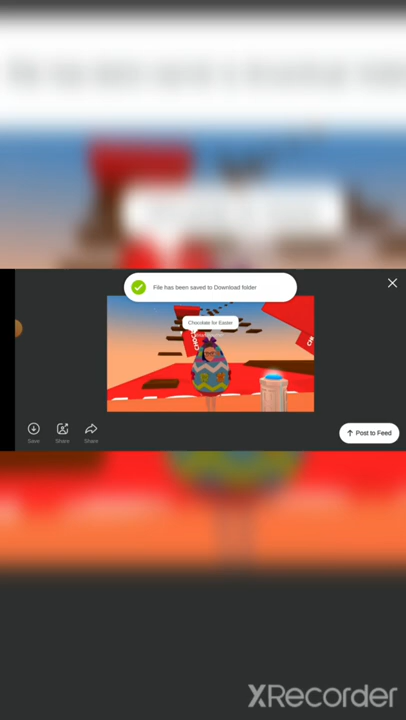 File has been saved to Download folder
Chocolate for Easter
Save
Share
Share
Post to Feed
XRecorder